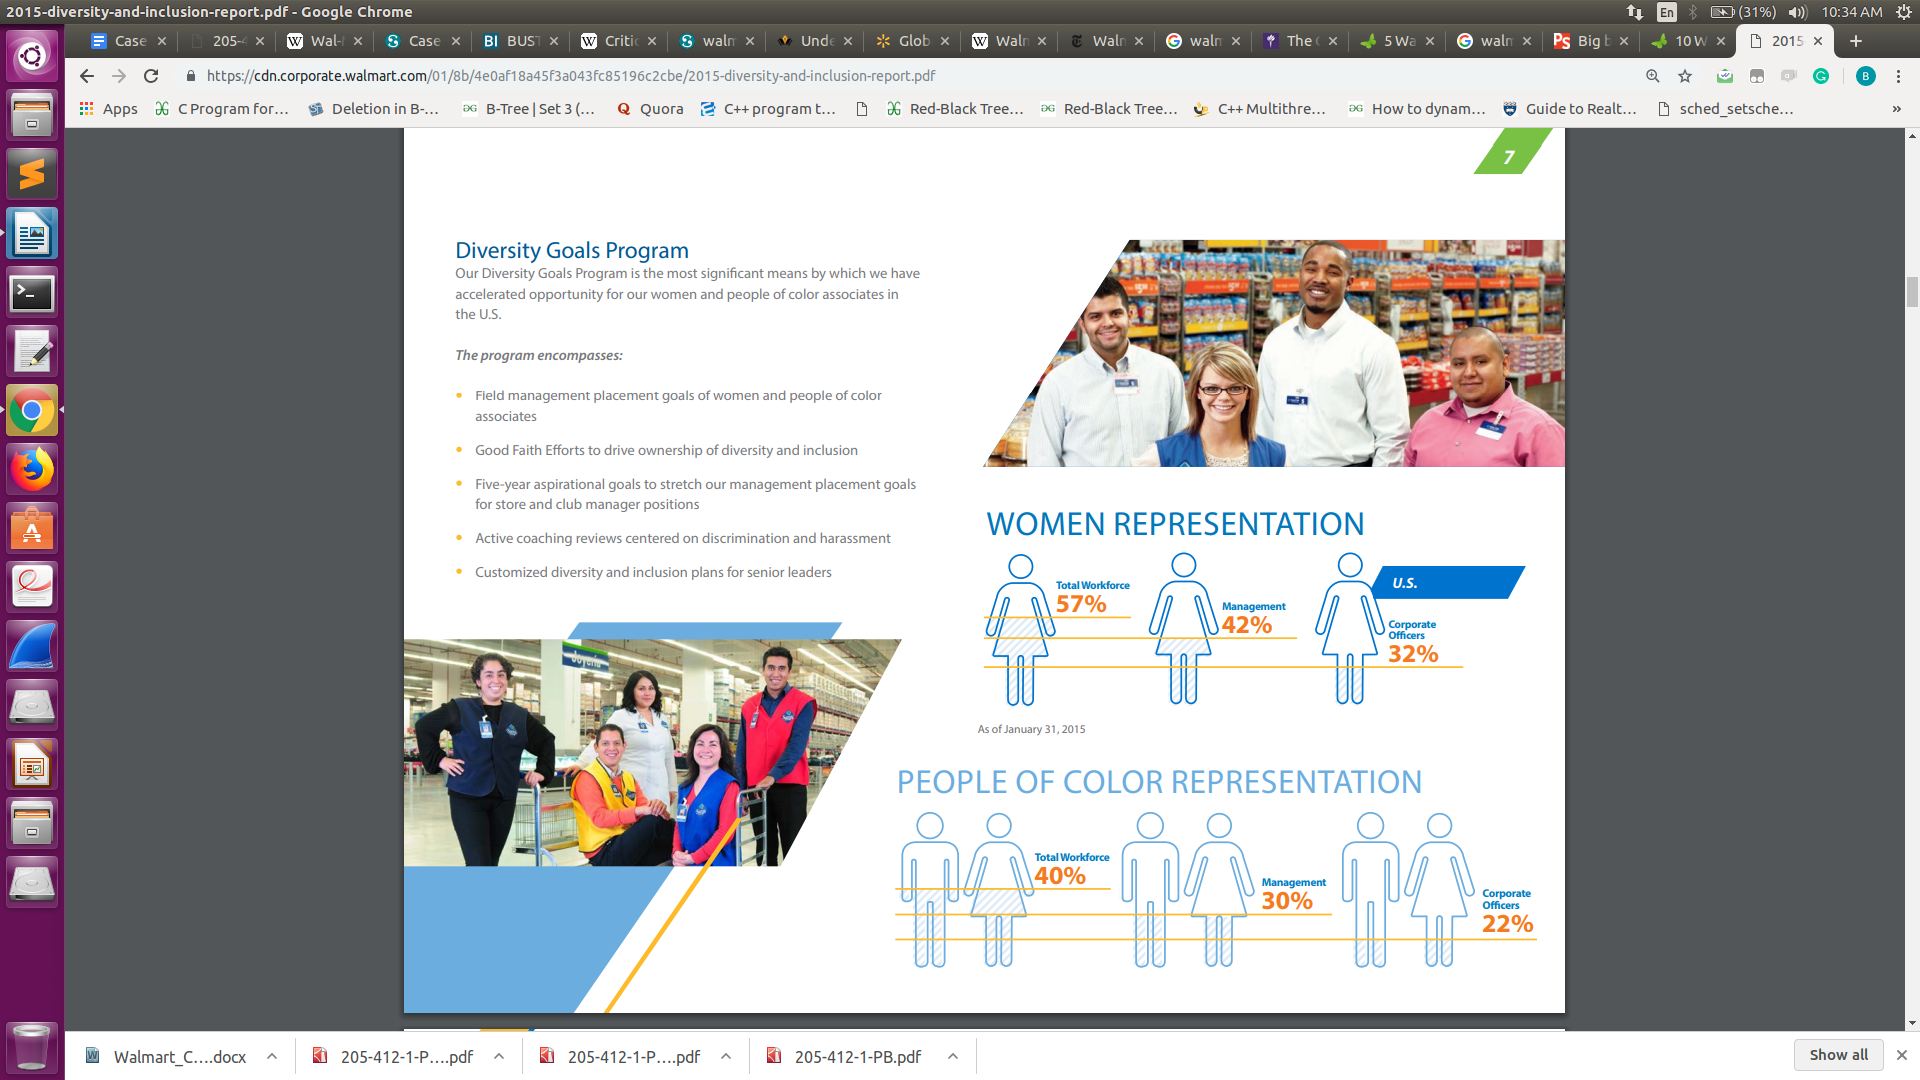 2015-diversity-and-inclusion-report.pdf - Google Chrome
En
(31%)
10:34 AM
Case
205-4
Wal-
Case
BUST
Critic
walm
Unde
Glob
Waln
Waln
walm
The
5 Wa
waln
Big b
10 W
2015
https://cdn.corporate.walmart.com/01/8b/4e0af18a45f3a043fc85196c2cbe/2015-diversity-and-inclusion-report.pdf
B
Apps
C Program for...
Deletion in B-...
B-Tree | Set 3 (...
Quora
C++ program t...
Red-Black Tree...
Red-Black Tree...
C++ Multithre...
How to dynam...
Guide to Realt...
sched_setsche...
»
7
Diversity Goals Program
Our Diversity Goals Program is the most significant means by which we have
accelerated opportunity for our women and people of color associates in
the U.S.
The program encompasses:
• Field management placement goals of women and people of color
associates
• Good Faith Efforts to drive ownership of diversity and inclusion
• Five-year aspirational goals to stretch our management placement goals
for store and club manager positions
• Active coaching reviews centered on discrimination and harassment
• Customized diversity and inclusion plans for senior leaders
Joyería
WOMEN REPRESENTATION
U.S.
Total Workforce
57%
Management
42%
Corporate
Officers
32%
As of January 31, 2015
PEOPLE OF COLOR REPRESENTATION
Total Workforce
40%
Management
30%
Corporate
Officers
22%
Walmart_C....docx
205-412-1-P....pdf
205-412-1-P....pdf
205-412-1-PB.pdf
Show all